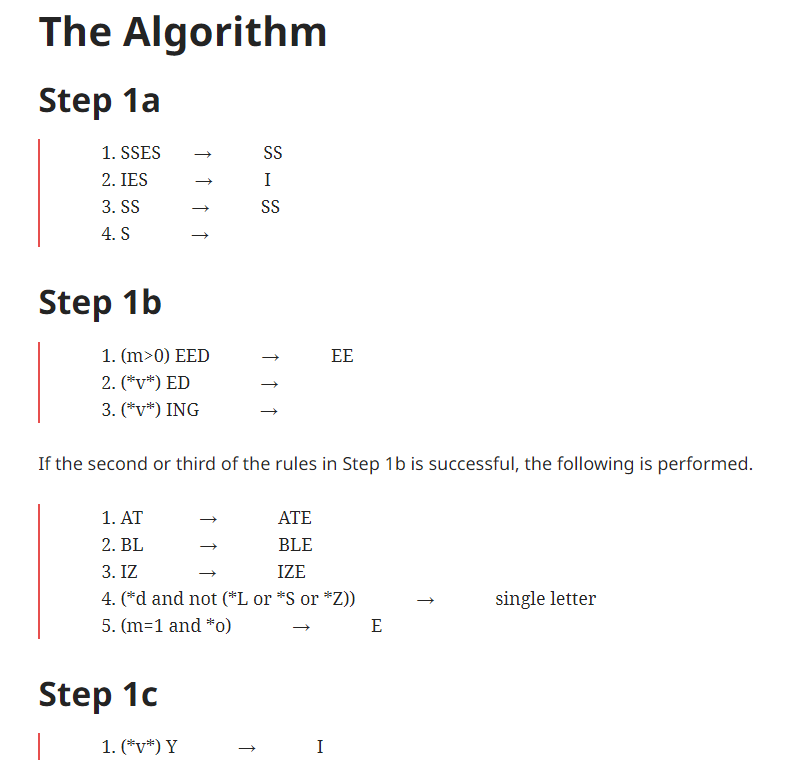 The Algorithm
Step 1a
1. SSES → SS
2. IES → I
3. SS → SS
4. S →
Step 1b
1. (m>0) EED → EE
2. (*v*) ED →
3. (*v*) ING →
If the second or third of the rules in Step 1b is successful, the following is performed.
1. AT → ATE
2. BL → BLE
3. IZ → IZE
4. (*d and not (*L or *S or *Z)) → single letter
5. (m=1 and *o) → E
Step 1c
1. (*v*) Y → I